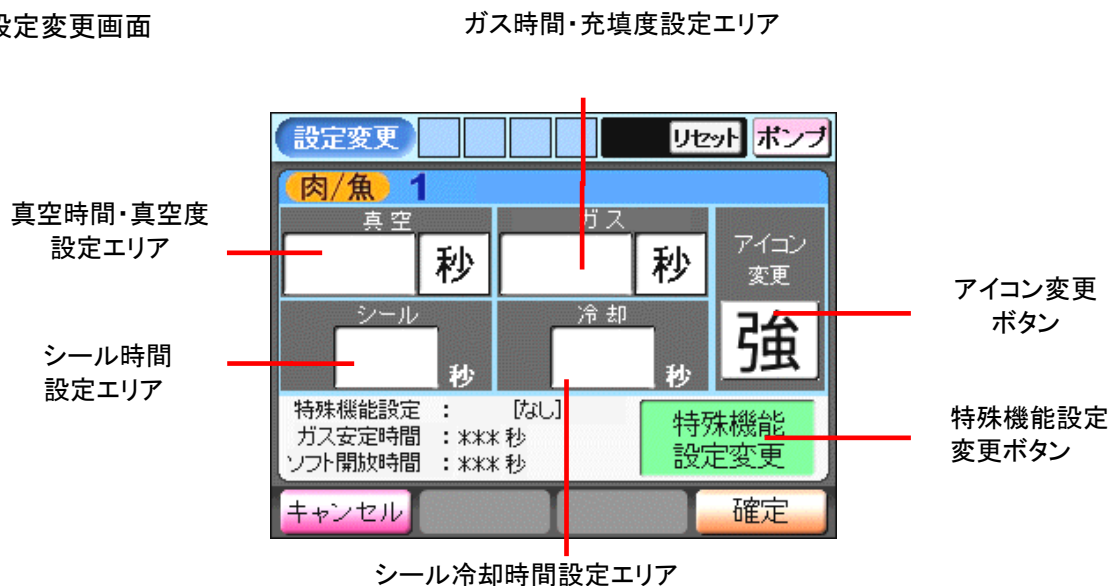 設定変更画面
ガス時間・充填度設定エリア
設定変更
リセット
ポンプ
肉/魚 1
真空時間・真空度
設定エリア
真空
秒
ガス
秒
アイコン
変更
強
アイコン変更
ボタン
シール時間
設定エリア
シール
秒
冷却
秒
特殊機能設定 : [なし]
ガス安定時間 : ***秒
ソフト開放時間 : ***秒
特殊機能
設定変更
特殊機能設定
変更ボタン
キャンセル
確定
シール冷却時間設定エリア